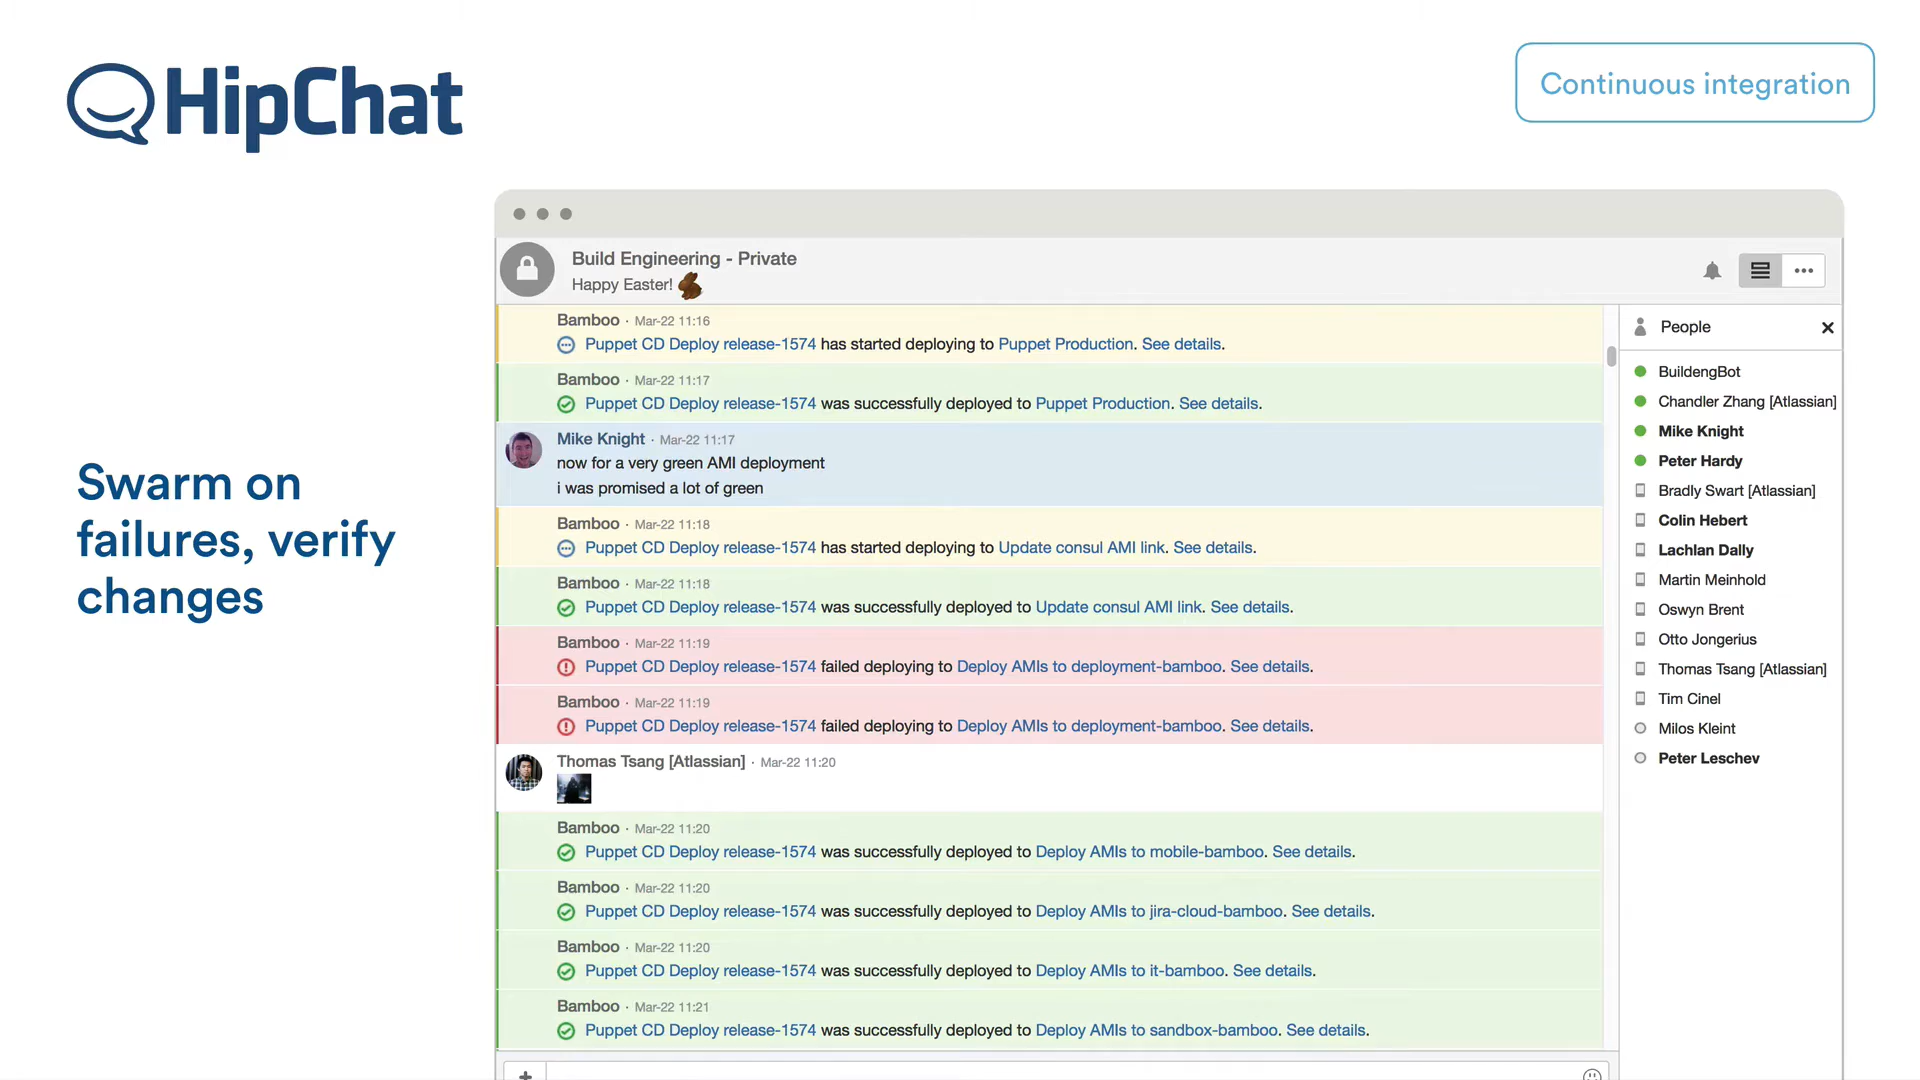 HipChat
Continuous integration
Swarm on
failures, verify
changes
Build Engineering - Private
Happy Easter!
Bamboo · Mar-22 11:16
Puppet CD Deploy release-1574 has started deploying to Puppet Production. See details.
Bamboo · Mar-22 11:17
Puppet CD Deploy release-1574 was successfully deployed to Puppet Production. See details.
Mike Knight · Mar-22 11:17
now for a very green AMI deployment
i was promised a lot of green
Bamboo · Mar-22 11:18
Puppet CD Deploy release-1574 has started deploying to Update consul AMI link. See details.
Bamboo · Mar-22 11:18
Puppet CD Deploy release-1574 was successfully deployed to Update consul AMI link. See details.
Bamboo · Mar-22 11:19
Puppet CD Deploy release-1574 failed deploying to Deploy AMIs to deployment-bamboo. See details.
Bamboo · Mar-22 11:19
Puppet CD Deploy release-1574 failed deploying to Deploy AMIs to deployment-bamboo. See details.
Thomas Tsang [Atlassian] · Mar-22 11:20
Bamboo · Mar-22 11:20
Puppet CD Deploy release-1574 was successfully deployed to Deploy AMIs to mobile-bamboo. See details.
Bamboo · Mar-22 11:20
Puppet CD Deploy release-1574 was successfully deployed to Deploy AMIs to jira-cloud-bamboo. See details.
Bamboo · Mar-22 11:20
Puppet CD Deploy release-1574 was successfully deployed to Deploy AMIs to it-bamboo. See details.
Bamboo · Mar-22 11:21
Puppet CD Deploy release-1574 was successfully deployed to Deploy AMIs to sandbox-bamboo. See details.
People
BuildengBot
Chandler Zhang [Atlassian]
Mike Knight
Peter Hardy
Bradly Swart [Atlassian]
Colin Hebert
Lachlan Dally
Martin Meinhold
Oswyn Brent
Otto Jongerius
Thomas Tsang [Atlassian]
Tim Cinel
Milos Kleint
Peter Leschev